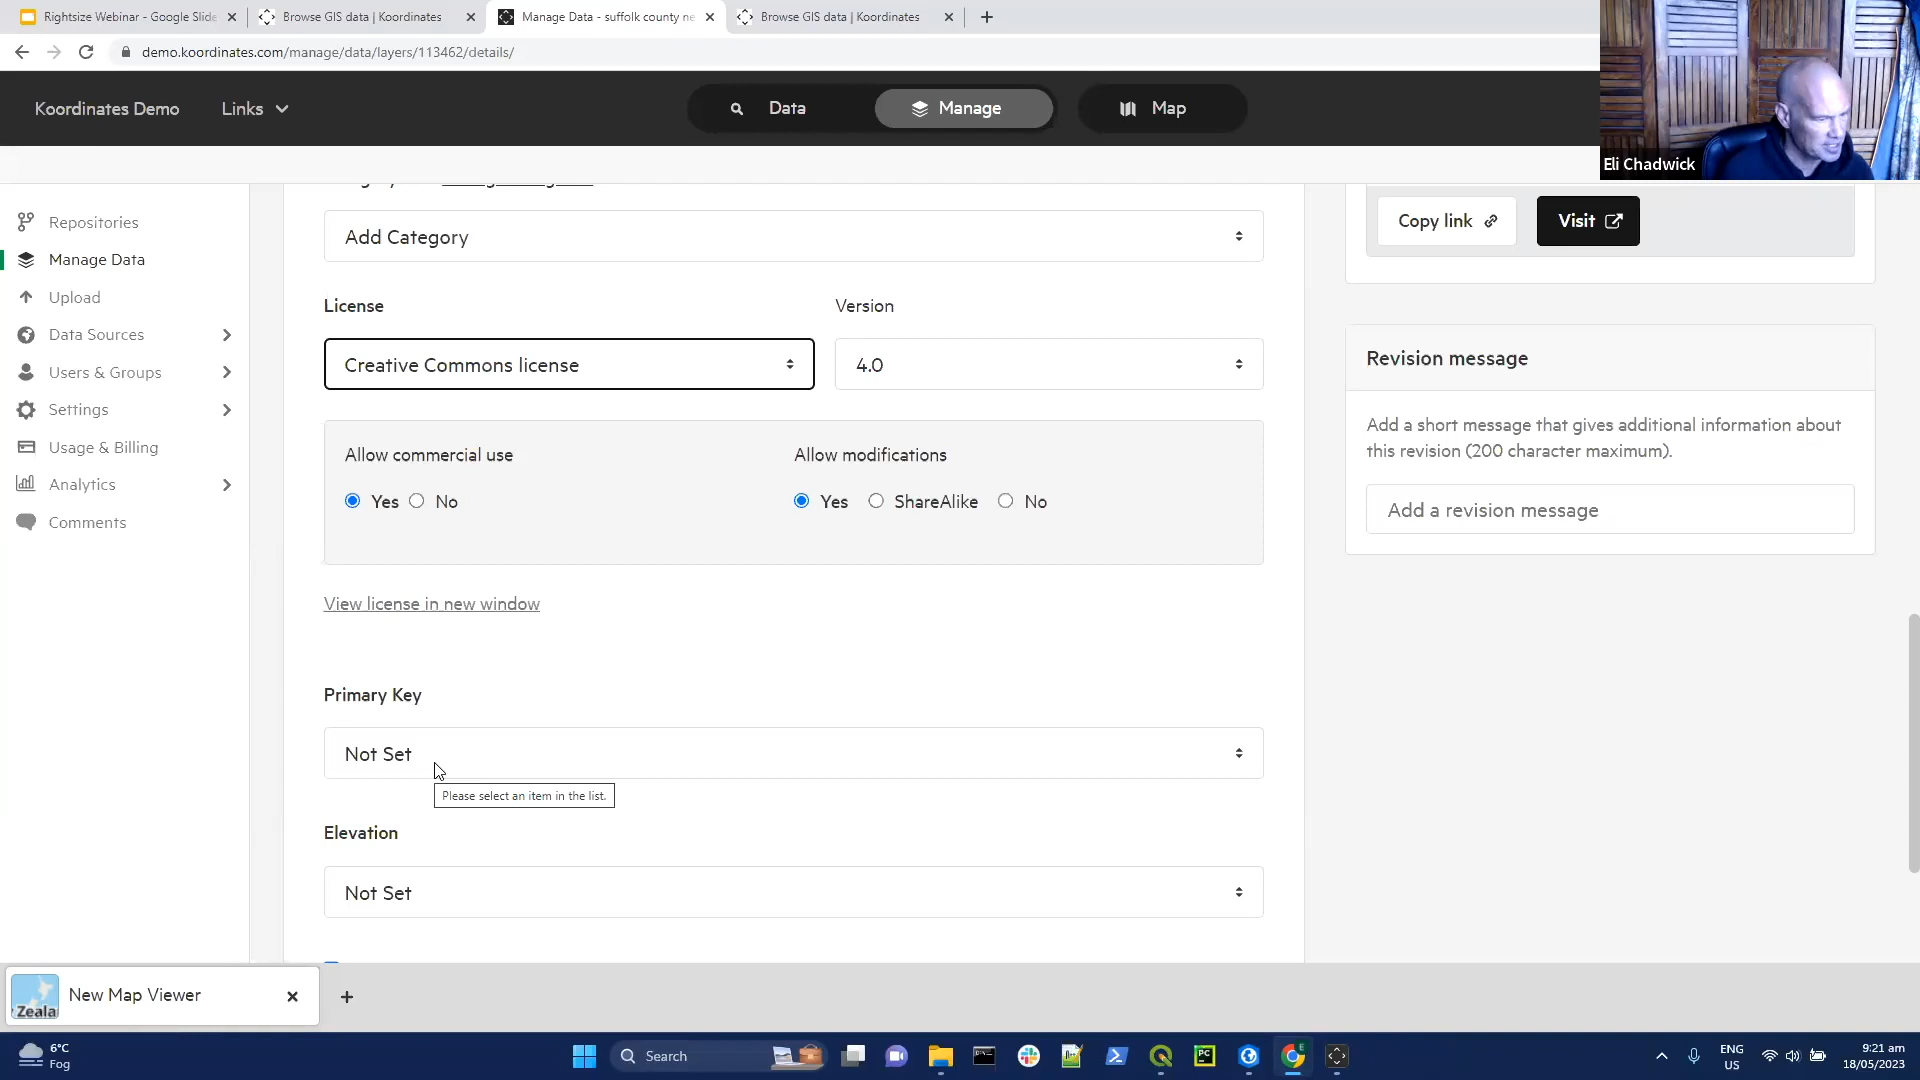 Rightsize Webinar - Google Slide
Browse GIS data | Koordinates
Manage Data - suffolk county ne
Browse GIS data | Koordinates
demo.koordinates.com/manage/data/layers/113462/details/
Koordinates Demo
Links
Data
Manage
Map
Eli Chadwick
Repositories
Manage Data
Upload
Data Sources
Users & Groups
Settings
Usage & Billing
Analytics
Comments
Add Category
License
Version
Creative Commons license
4.0
Allow commercial use
Allow modifications
Yes No
Yes ShareAlike No
View license in new window
Primary Key
Not Set
Please select an item in the list.
Elevation
Not Set
Copy link
Visit
Revision message
Add a short message that gives additional information about
this revision (200 character maximum).
Add a revision message
Zeala
New Map Viewer
6°C
Fog
Search
PC
E
ENG
US
9:21 am
18/05/2023